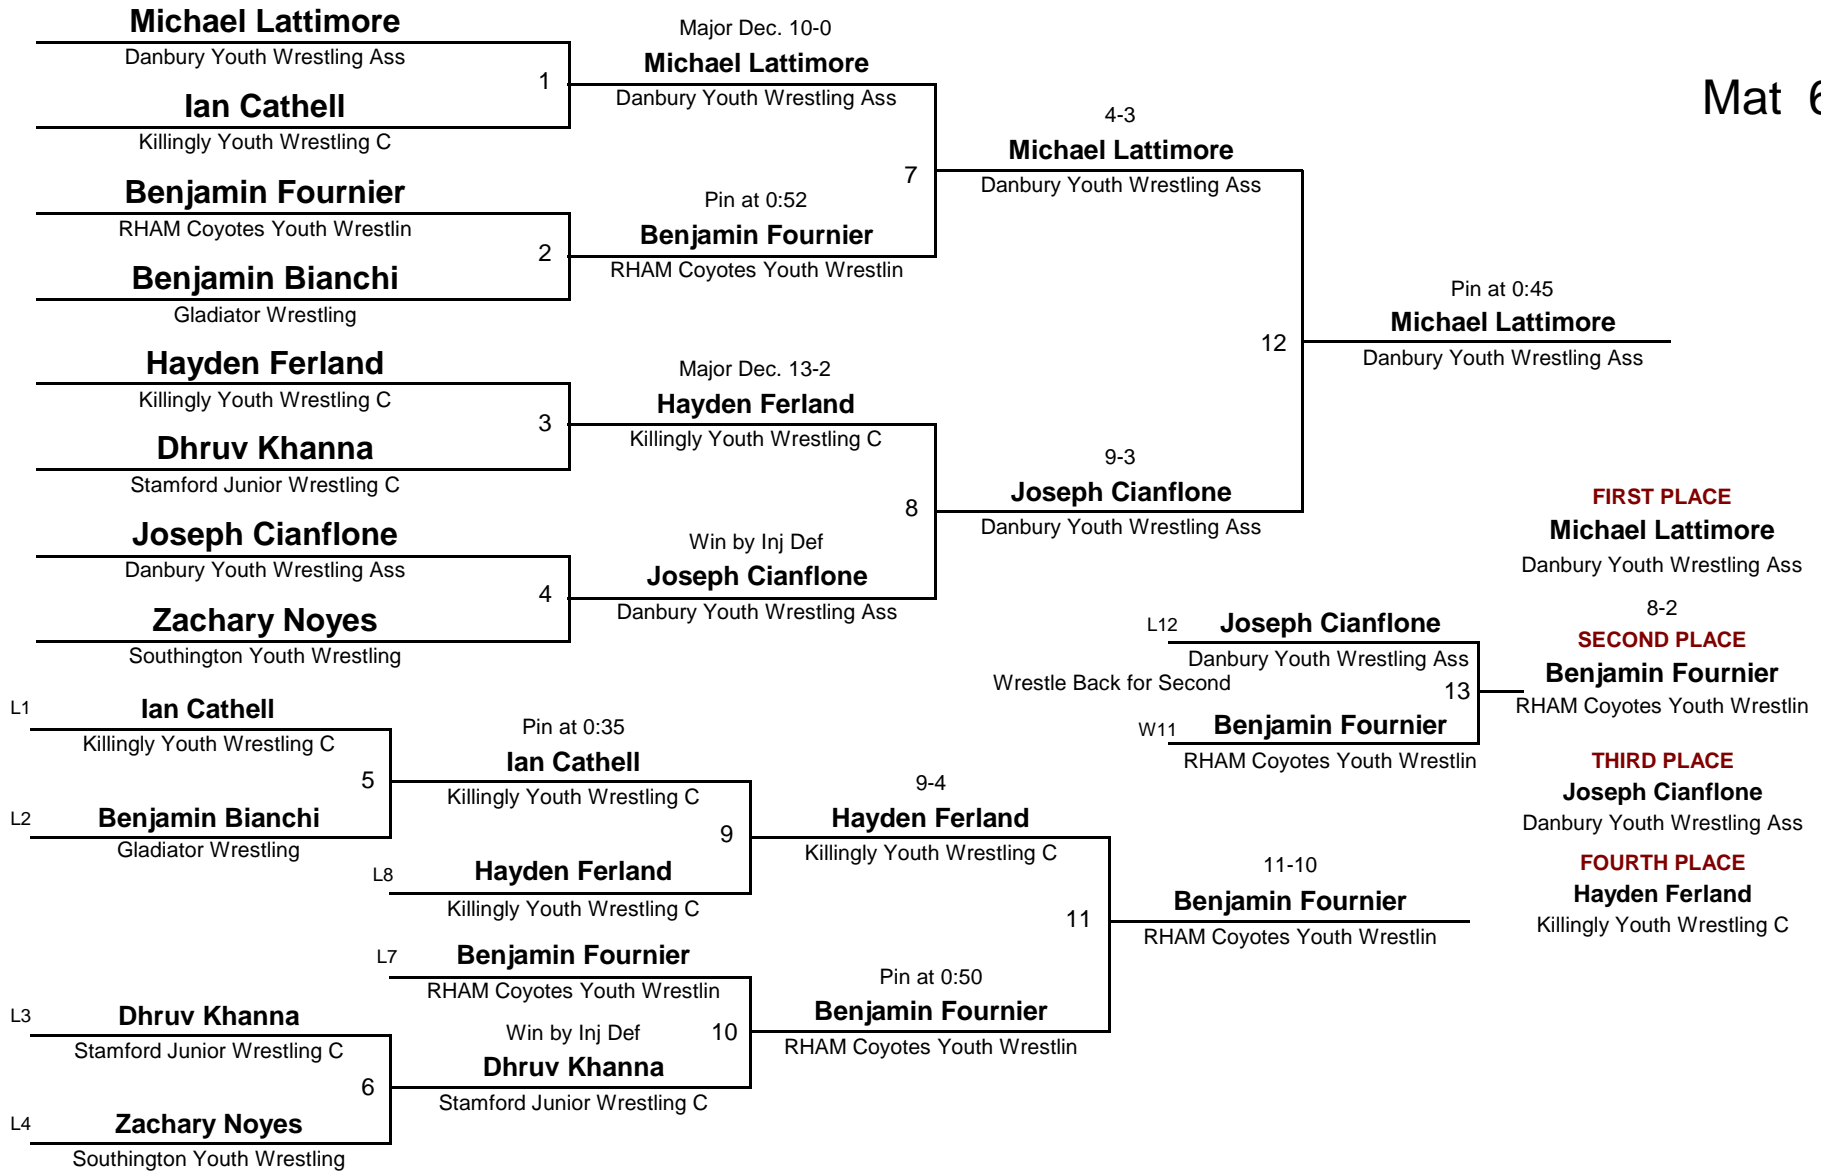 Michael Lattimore
Danbury Youth Wrestling Ass
1
Ian Cathell
Killingly Youth Wrestling C
Benjamin Fournier
RHAM Coyotes Youth Wrestlin
2
Benjamin Bianchi
Gladiator Wrestling
Hayden Ferland
Killingly Youth Wrestling C
3
Dhruv Khanna
Stamford Junior Wrestling C
Joseph Cianflone
Danbury Youth Wrestling Ass
4
Zachary Noyes
Southington Youth Wrestling
Major Dec. 10-0
Michael Lattimore
Danbury Youth Wrestling Ass
7
Pin at 0:52
Benjamin Fournier
RHAM Coyotes Youth Wrestlin
Major Dec. 13-2
Hayden Ferland
Killingly Youth Wrestling C
8
Win by Inj Def
Joseph Cianflone
Danbury Youth Wrestling Ass
4-3
Michael Lattimore
Danbury Youth Wrestling Ass
12
9-3
Joseph Cianflone
Danbury Youth Wrestling Ass
Mat 6
Pin at 0:45
Michael Lattimore
Danbury Youth Wrestling Ass
L1
Ian Cathell
Killingly Youth Wrestling C
5
L2
Benjamin Bianchi
Gladiator Wrestling
L3
Dhruv Khanna
Stamford Junior Wrestling C
6
L4
Zachary Noyes
Southington Youth Wrestling
Pin at 0:35
Ian Cathell
Killingly Youth Wrestling C
9
L8
Hayden Ferland
Killingly Youth Wrestling C
L7
Benjamin Fournier
RHAM Coyotes Youth Wrestlin
Win by Inj Def
10
Dhruv Khanna
Stamford Junior Wrestling C
9-4
Hayden Ferland
Killingly Youth Wrestling C
11
Pin at 0:50
Benjamin Fournier
RHAM Coyotes Youth Wrestlin
11-10
Benjamin Fournier
RHAM Coyotes Youth Wrestlin
L12
Joseph Cianflone
Danbury Youth Wrestling Ass
Wrestle Back for Second
13
W11
Benjamin Fournier
RHAM Coyotes Youth Wrestlin
FIRST PLACE
Michael Lattimore
Danbury Youth Wrestling Ass
8-2
SECOND PLACE
Benjamin Fournier
RHAM Coyotes Youth Wrestlin
THIRD PLACE
Joseph Cianflone
Danbury Youth Wrestling Ass
FOURTH PLACE
Hayden Ferland
Killingly Youth Wrestling C